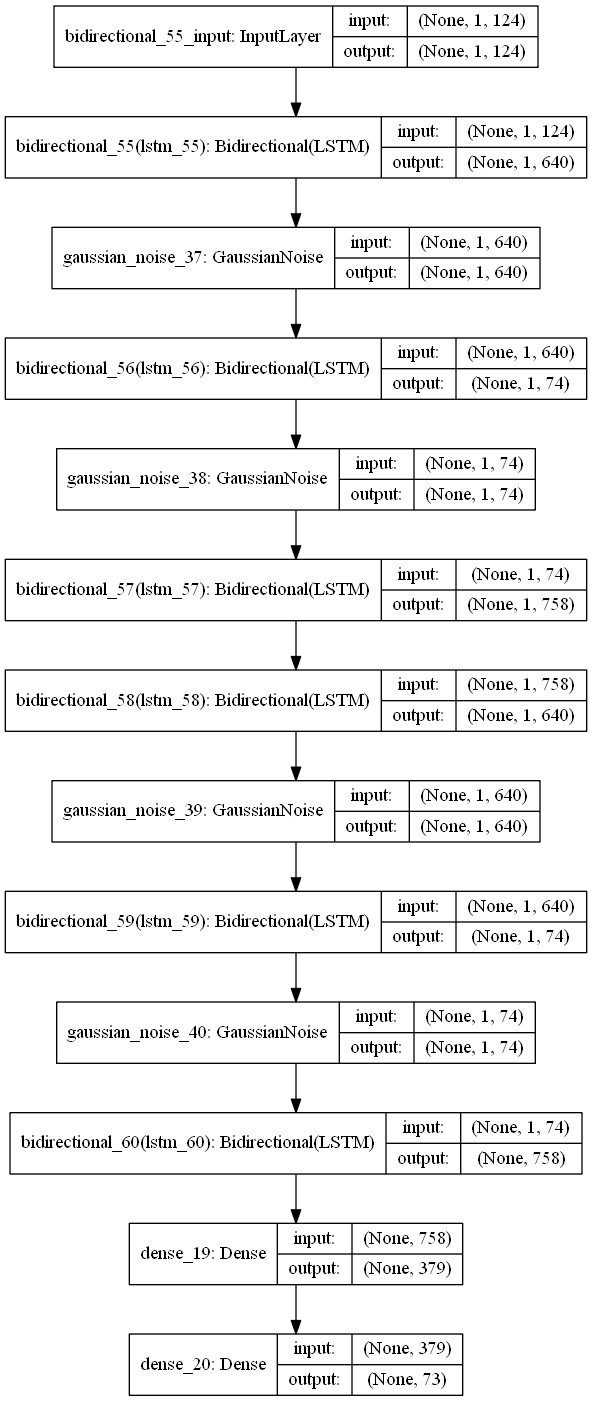 bidirectional_55_input: InputLayer
input: (None, 1, 124)
output: (None, 1, 124)
bidirectional_55(lstm_55): Bidirectional(LSTM)
input: (None, 1, 124)
output: (None, 1, 640)
gaussian_noise_37: GaussianNoise
input: (None, 1, 640)
output: (None, 1, 640)
bidirectional_56(lstm_56): Bidirectional(LSTM)
input: (None, 1, 640)
output: (None, 1, 74)
gaussian_noise_38: GaussianNoise
input: (None, 1, 74)
output: (None, 1, 74)
bidirectional_57(lstm_57): Bidirectional(LSTM)
input: (None, 1, 74)
output: (None, 1, 758)
bidirectional_58(lstm_58): Bidirectional(LSTM)
input: (None, 1, 758)
output: (None, 1, 640)
gaussian_noise_39: GaussianNoise
input: (None, 1, 640)
output: (None, 1, 640)
bidirectional_59(lstm_59): Bidirectional(LSTM)
input: (None, 1, 640)
output: (None, 1, 74)
gaussian_noise_40: GaussianNoise
input: (None, 1, 74)
output: (None, 1, 74)
bidirectional_60(lstm_60): Bidirectional(LSTM)
input: (None, 1, 74)
output: (None, 758)
dense_19: Dense
input: (None, 758)
output: (None, 379)
dense_20: Dense
input: (None, 379)
output: (None, 73)